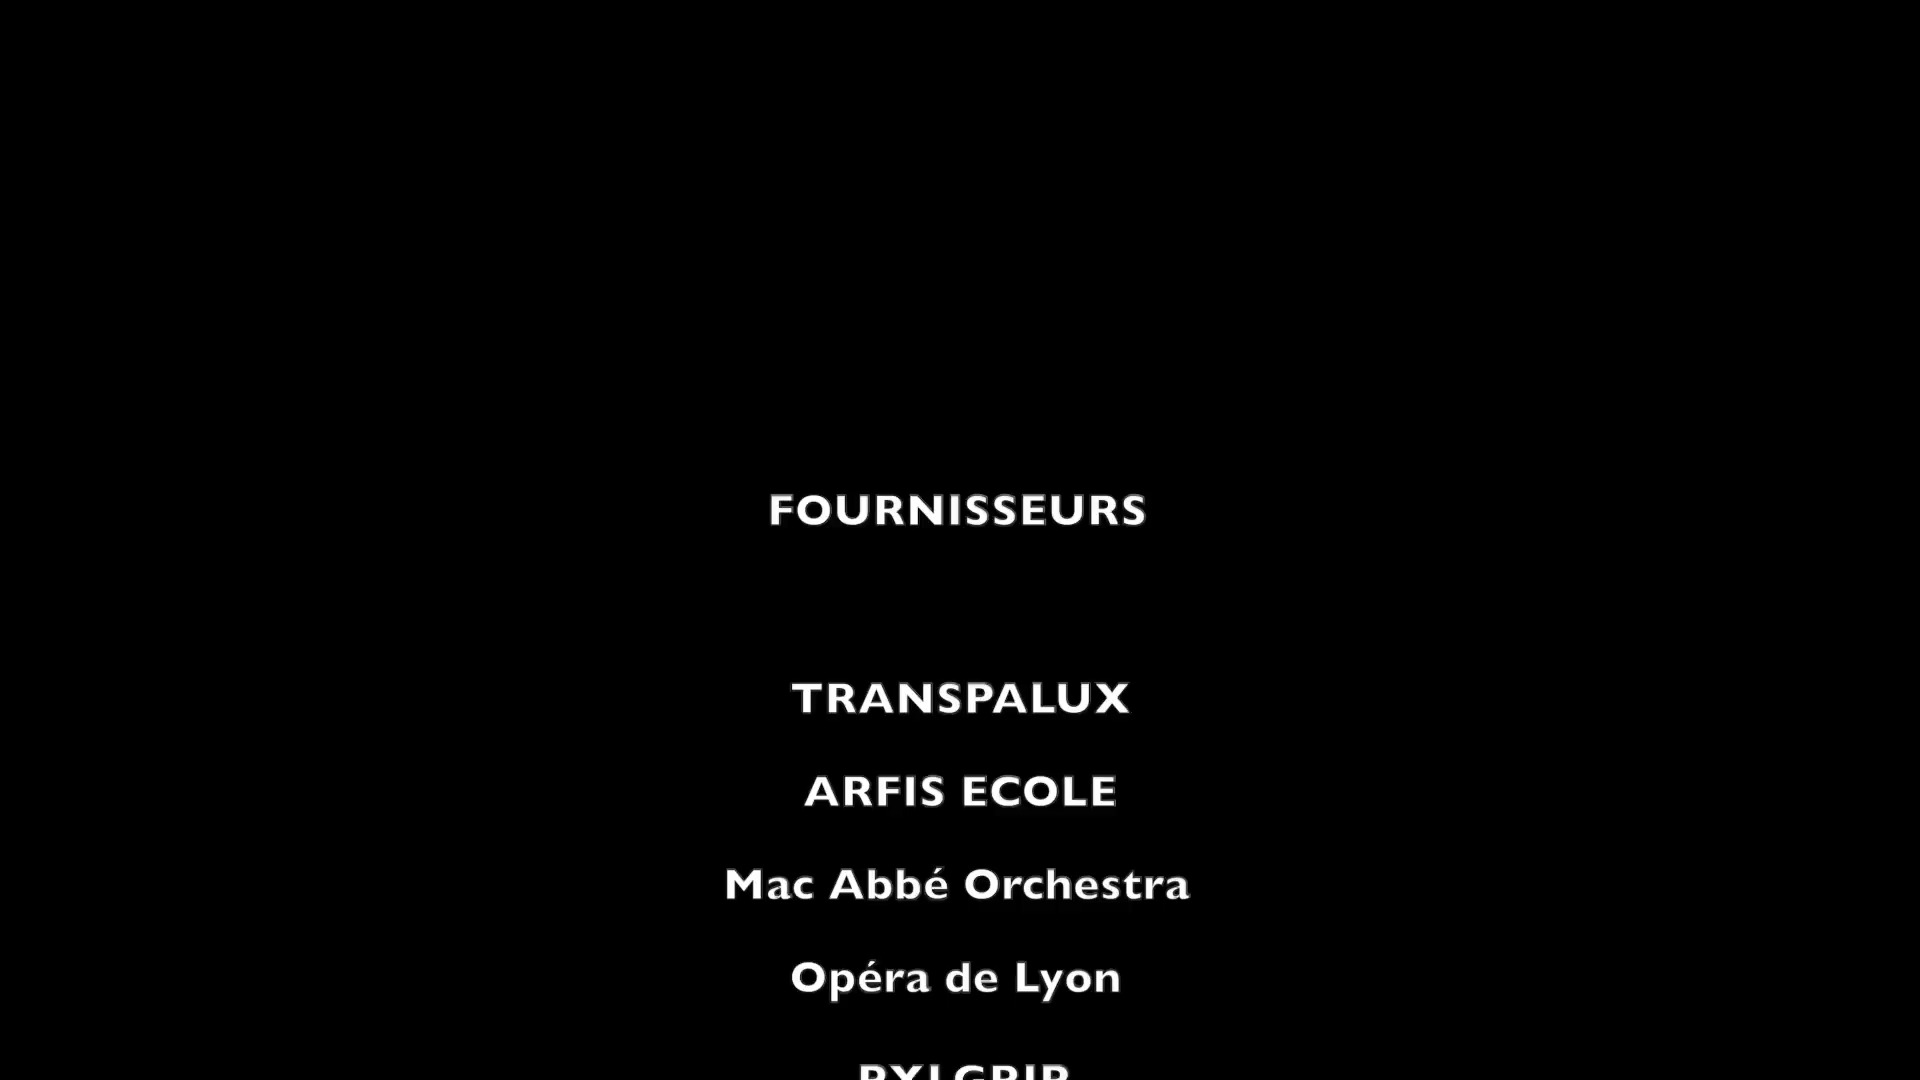 FOURNISSEURS
TRANSPALUX
ARFIS ECOLE
Mac Abbé Orchestra
Opéra de Lyon